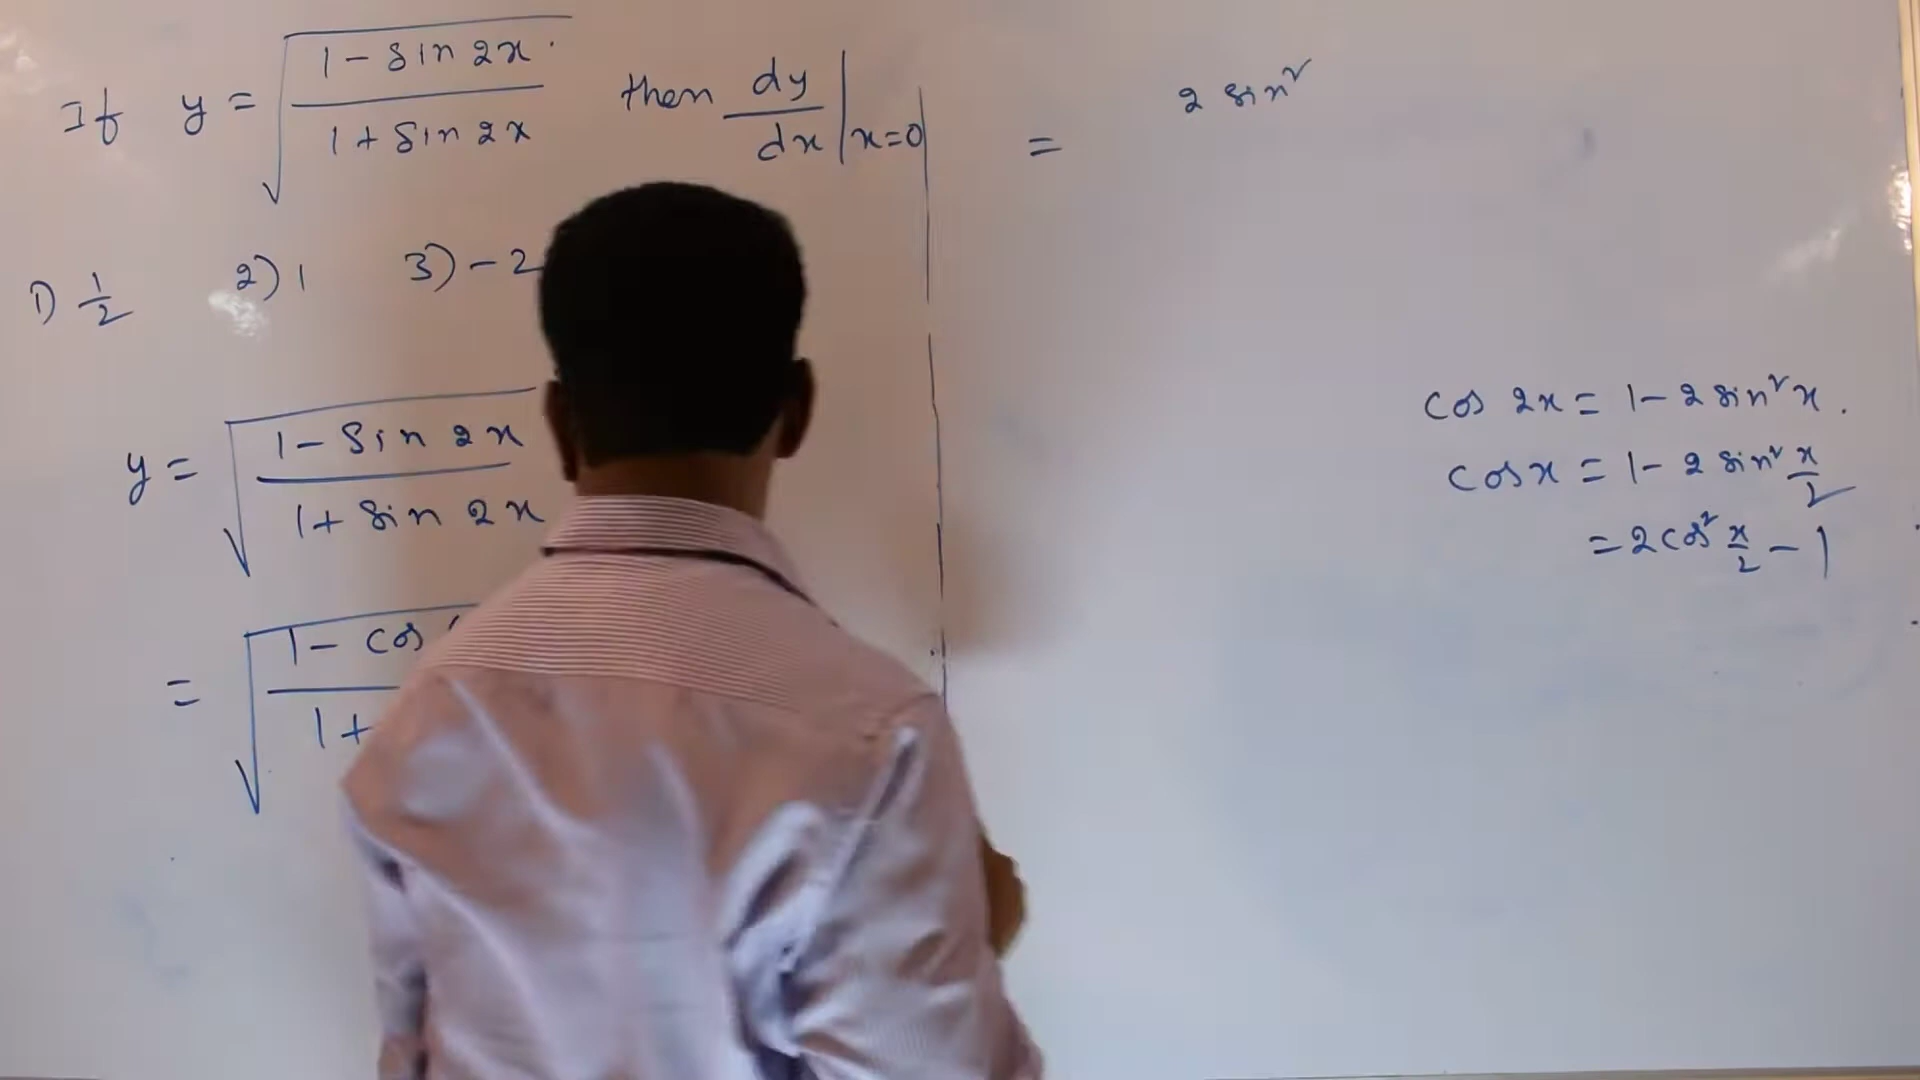 If y = √(1 - sin 2x / 1 + sin 2x) then dy/dx | x=0
1) 1/2 2) 1 3) -2
y = √(1 - sin 2x / 1 + sin 2x)
= √(1 - cos / 1 +
= 2 sin²
cos 2x = 1 - 2 sin² x .
cos x = 1 - 2 sin² x/2
= 2 cos² x/2 - 1